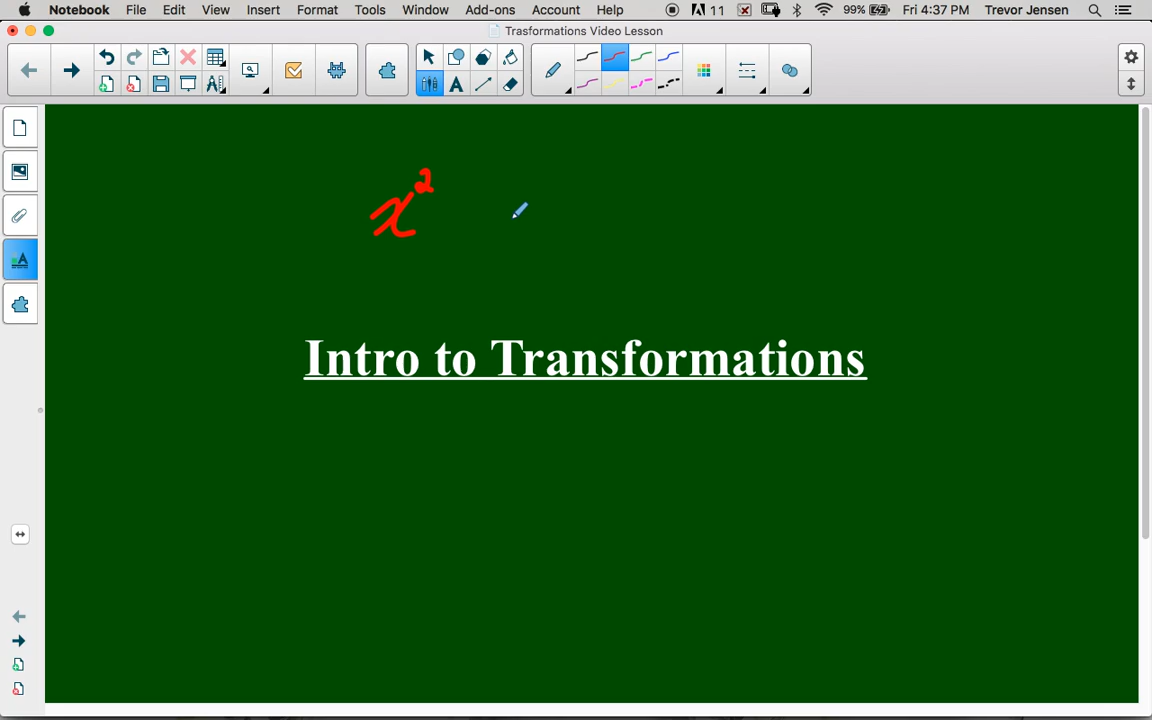 Notebook File Edit View Insert Format Tools Window Add-ons Account Help 11 99% Fri 4:37 PM Trevor Jensen
Trasformations Video Lesson
x²
Intro to Transformations